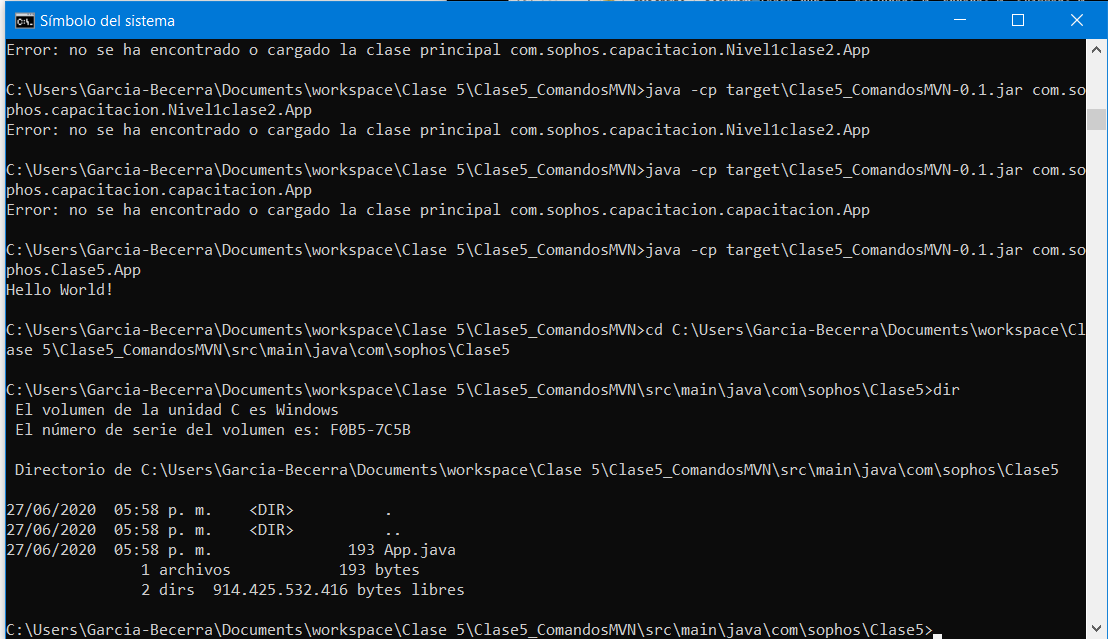 Símbolo del sistema
Error: no se ha encontrado o cargado la clase principal com.sophos.capacitacion.Nivel1clase2.App
C:\Users\Garcia-Becerra\Documents\workspace\Clase 5\Clase5_ComandosMVN>java -cp target\Clase5_ComandosMVN-0.1.jar com.so
phos.capacitacion.Nivel1clase2.App
Error: no se ha encontrado o cargado la clase principal com.sophos.capacitacion.Nivel1clase2.App
C:\Users\Garcia-Becerra\Documents\workspace\Clase 5\Clase5_ComandosMVN>java -cp target\Clase5_ComandosMVN-0.1.jar com.so
phos.capacitacion.capacitacion.App
Error: no se ha encontrado o cargado la clase principal com.sophos.capacitacion.capacitacion.App
C:\Users\Garcia-Becerra\Documents\workspace\Clase 5\Clase5_ComandosMVN>java -cp target\Clase5_ComandosMVN-0.1.jar com.so
phos.Clase5.App
Hello World!
C:\Users\Garcia-Becerra\Documents\workspace\Clase 5\Clase5_ComandosMVN>cd C:\Users\Garcia-Becerra\Documents\workspace\Cl
ase 5\Clase5_ComandosMVN\src\main\java\com\sophos\Clase5
C:\Users\Garcia-Becerra\Documents\workspace\Clase 5\Clase5_ComandosMVN\src\main\java\com\sophos\Clase5>dir
El volumen de la unidad C es Windows
El número de serie del volumen es: F0B5-7C5B
Directorio de C:\Users\Garcia-Becerra\Documents\workspace\Clase 5\Clase5_ComandosMVN\src\main\java\com\sophos\Clase5
27/06/2020  05:58 p. m.    <DIR>          .
27/06/2020  05:58 p. m.    <DIR>          ..
27/06/2020  05:58 p. m.               193 App.java
1 archivos            193 bytes
2 dirs  914.425.532.416 bytes libres
C:\Users\Garcia-Becerra\Documents\workspace\Clase 5\Clase5_ComandosMVN\src\main\java\com\sophos\Clase5>